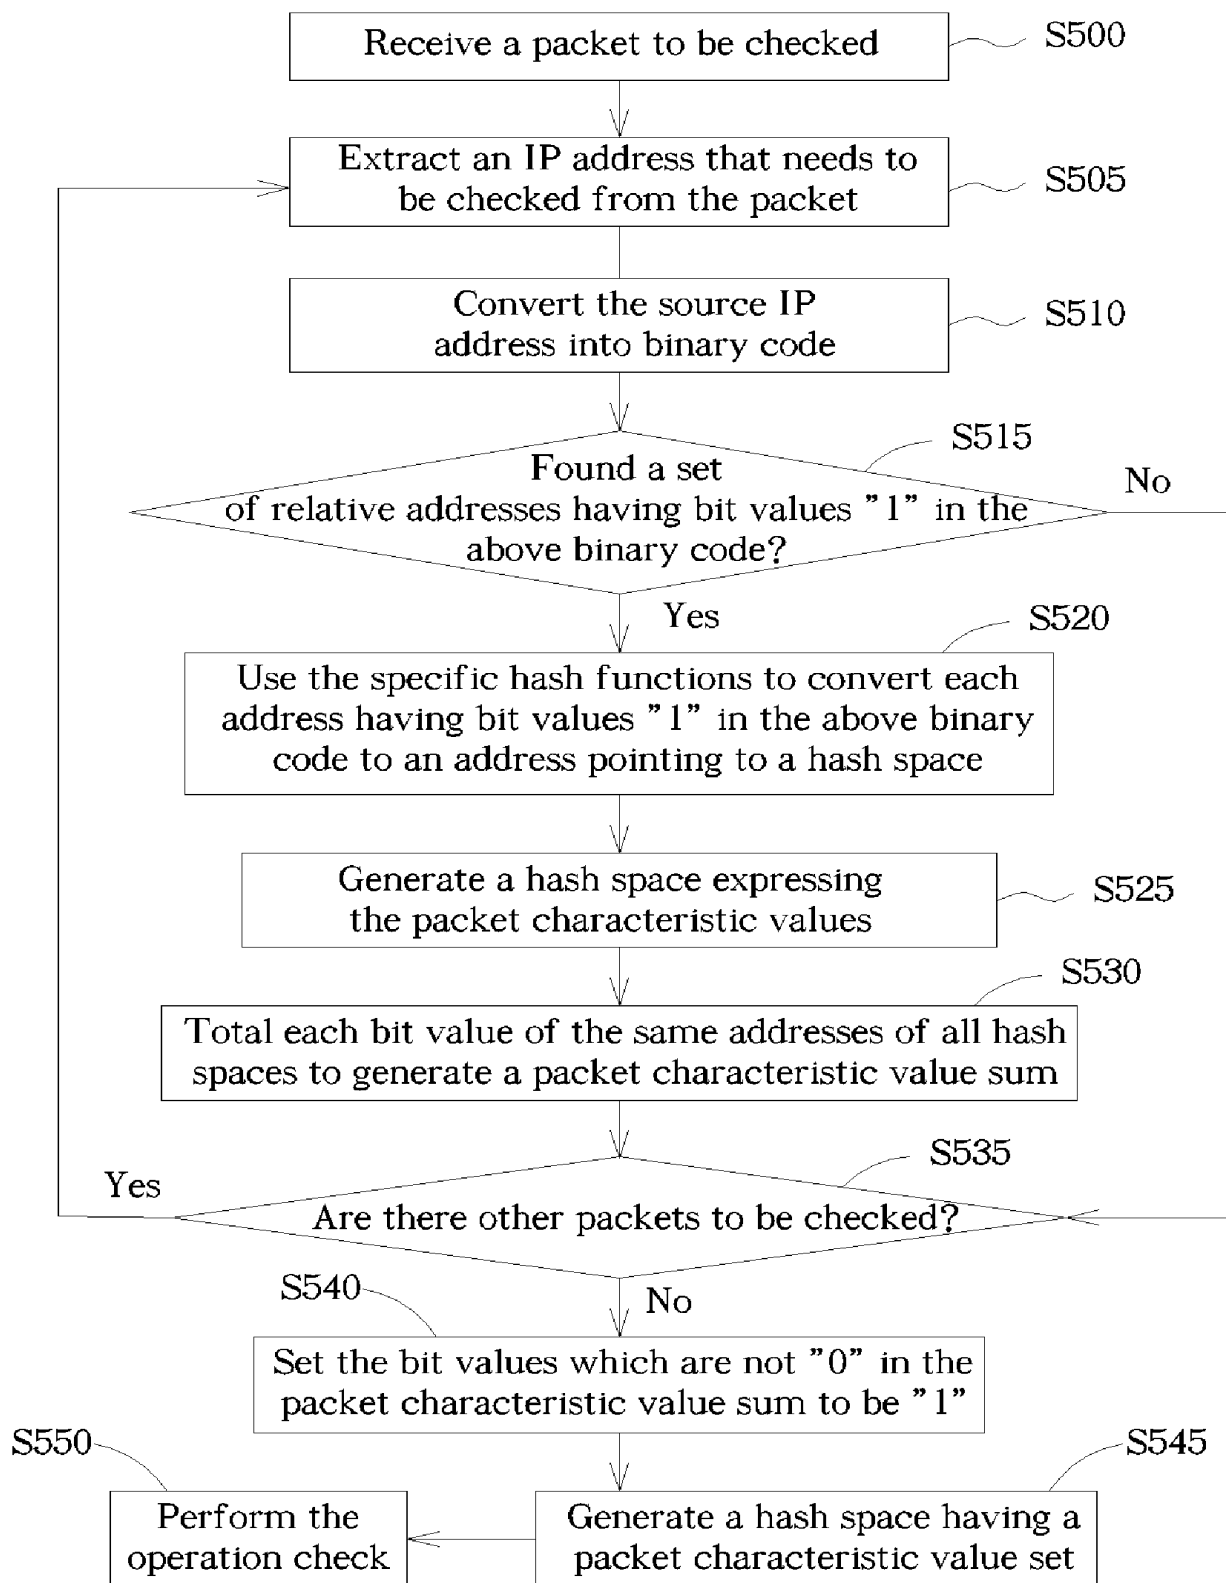 Receive a packet to be checked
S500
Extract an IP address that needs to
be checked from the packet
S505
Convert the source IP
address into binary code
S510
S515
Found a set
of relative addresses having bit values "1" in the
above binary code?
No
Yes
S520
Use the specific hash functions to convert each
address having bit values "1" in the above binary
code to an address pointing to a hash space
Generate a hash space expressing
the packet characteristic values
S525
S530
Total each bit value of the same addresses of all hash
spaces to generate a packet characteristic value sum
S535
Yes
Are there other packets to be checked?
S540
No
Set the bit values which are not "0" in the
packet characteristic value sum to be "1"
S550
S545
Perform the
operation check
Generate a hash space having a
packet characteristic value set